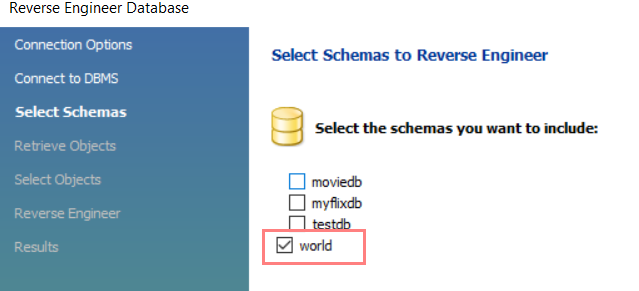 Reverse Engineer Database
Connection Options
Connect to DBMS
Select Schemas
Retrieve Objects
Select Objects
Reverse Engineer
Results
Select Schemas to Reverse Engineer
Select the schemas you want to include:
moviedb
myflixdb
testdb
world